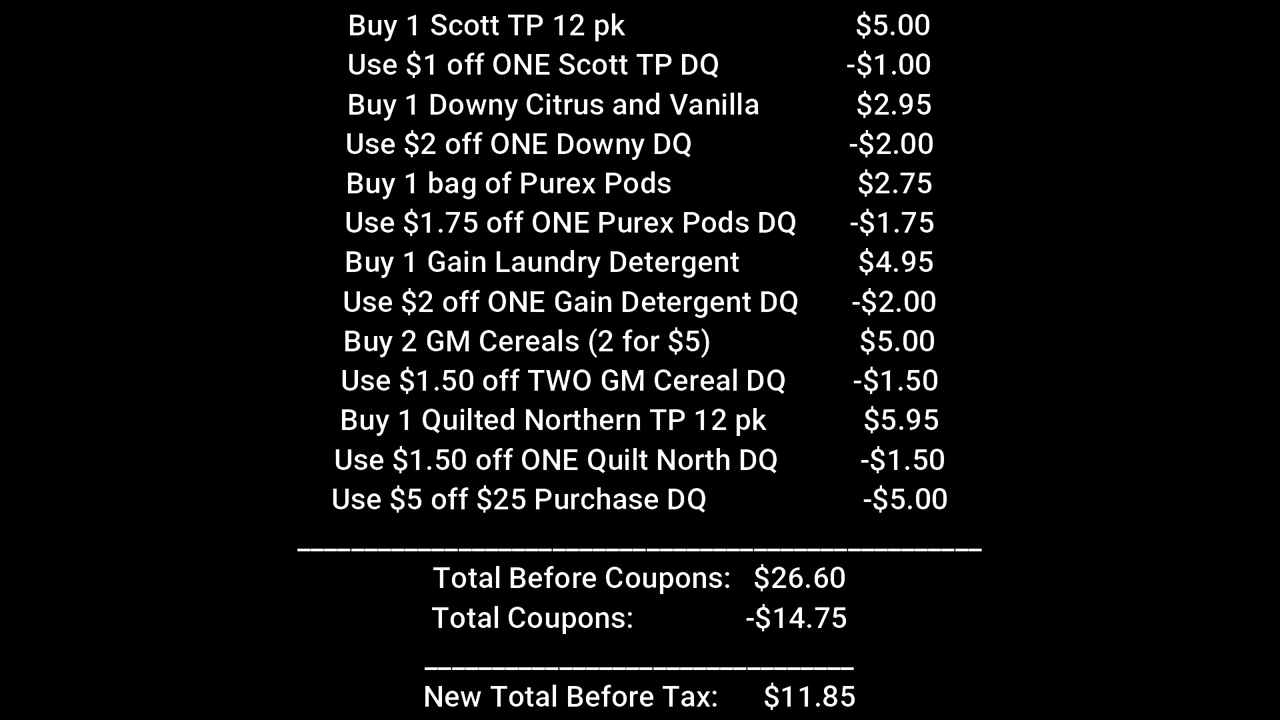 Buy 1 Scott TP 12 pk $5.00
Use $1 off ONE Scott TP DQ -$1.00
Buy 1 Downy Citrus and Vanilla $2.95
Use $2 off ONE Downy DQ -$2.00
Buy 1 bag of Purex Pods $2.75
Use $1.75 off ONE Purex Pods DQ -$1.75
Buy 1 Gain Laundry Detergent $4.95
Use $2 off ONE Gain Detergent DQ -$2.00
Buy 2 GM Cereals (2 for $5) $5.00
Use $1.50 off TWO GM Cereal DQ -$1.50
Buy 1 Quilted Northern TP 12 pk $5.95
Use $1.50 off ONE Quilt North DQ -$1.50
Use $5 off $25 Purchase DQ -$5.00
Total Before Coupons: $26.60
Total Coupons: -$14.75
New Total Before Tax: $11.85